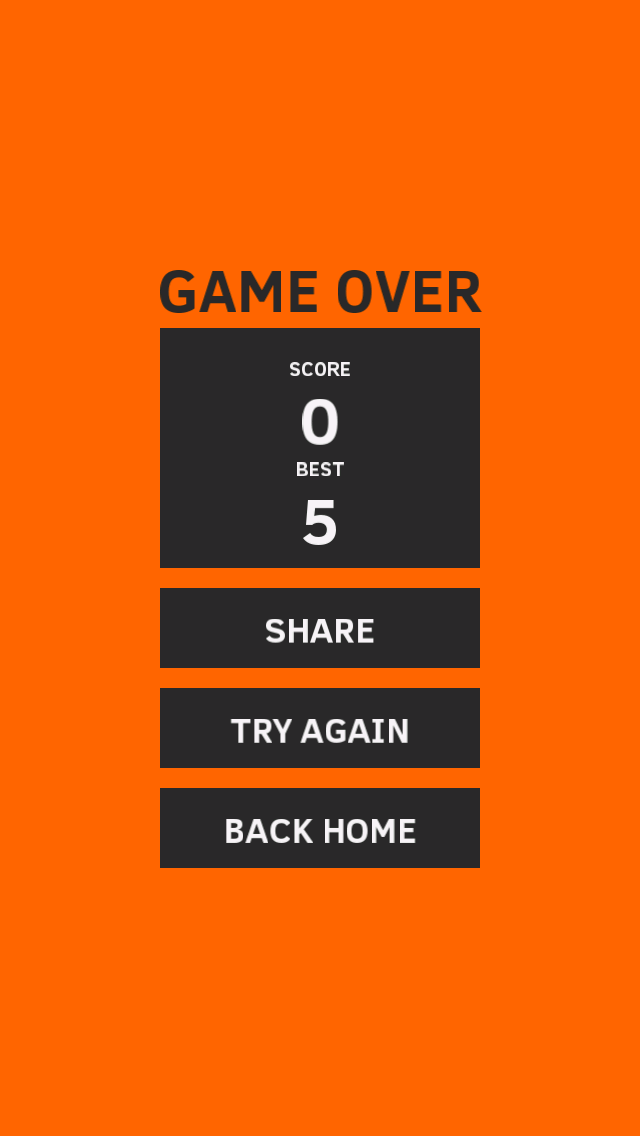 GAME OVER
SCORE
0
BEST
5
SHARE
TRY AGAIN
BACK HOME